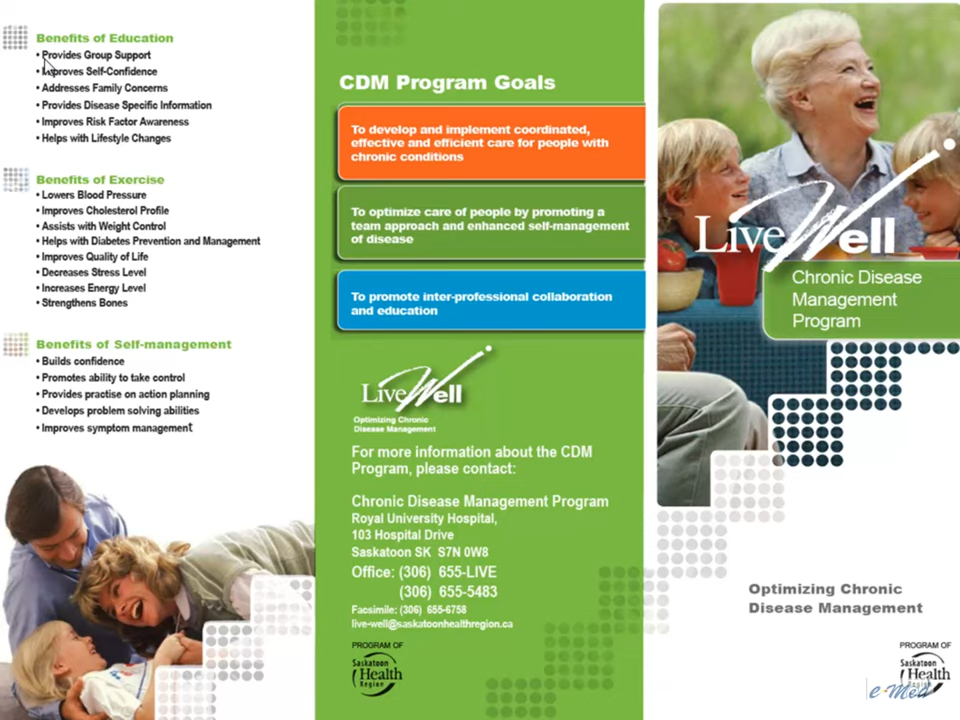 Benefits of Education
• Provides Group Support
• Improves Self-Confidence
• Addresses Family Concerns
• Provides Disease Specific Information
• Improves Risk Factor Awareness
• Helps with Lifestyle Changes
Benefits of Exercise
• Lowers Blood Pressure
• Improves Cholesterol Profile
• Assists with Weight Control
• Helps with Diabetes Prevention and Management
• Improves Quality of Life
• Decreases Stress Level
• Increases Energy Level
• Strengthens Bones
Benefits of Self-management
• Builds confidence
• Promotes ability to take control
• Provides practise on action planning
• Develops problem solving abilities
• Improves symptom management
CDM Program Goals
To develop and implement coordinated,
effective and efficient care for people with
chronic conditions
To optimize care of people by promoting a
team approach and enhanced self-management
of disease
To promote inter-professional collaboration
and education
LiveWell
Optimizing Chronic
Disease Management
For more information about the CDM
Program, please contact:
Chronic Disease Management Program
Royal University Hospital,
103 Hospital Drive
Saskatoon SK S7N 0W8
Office: (306) 655-LIVE
(306) 655-5483
Facsimile: (306) 655-6758
live-well@saskatoonhealthregion.ca
PROGRAM OF
Saskatoon
Health
Region
LiveWell
Chronic Disease
Management
Program
Optimizing Chronic
Disease Management
PROGRAM OF
Saskatoon
Health
Region
e-Med